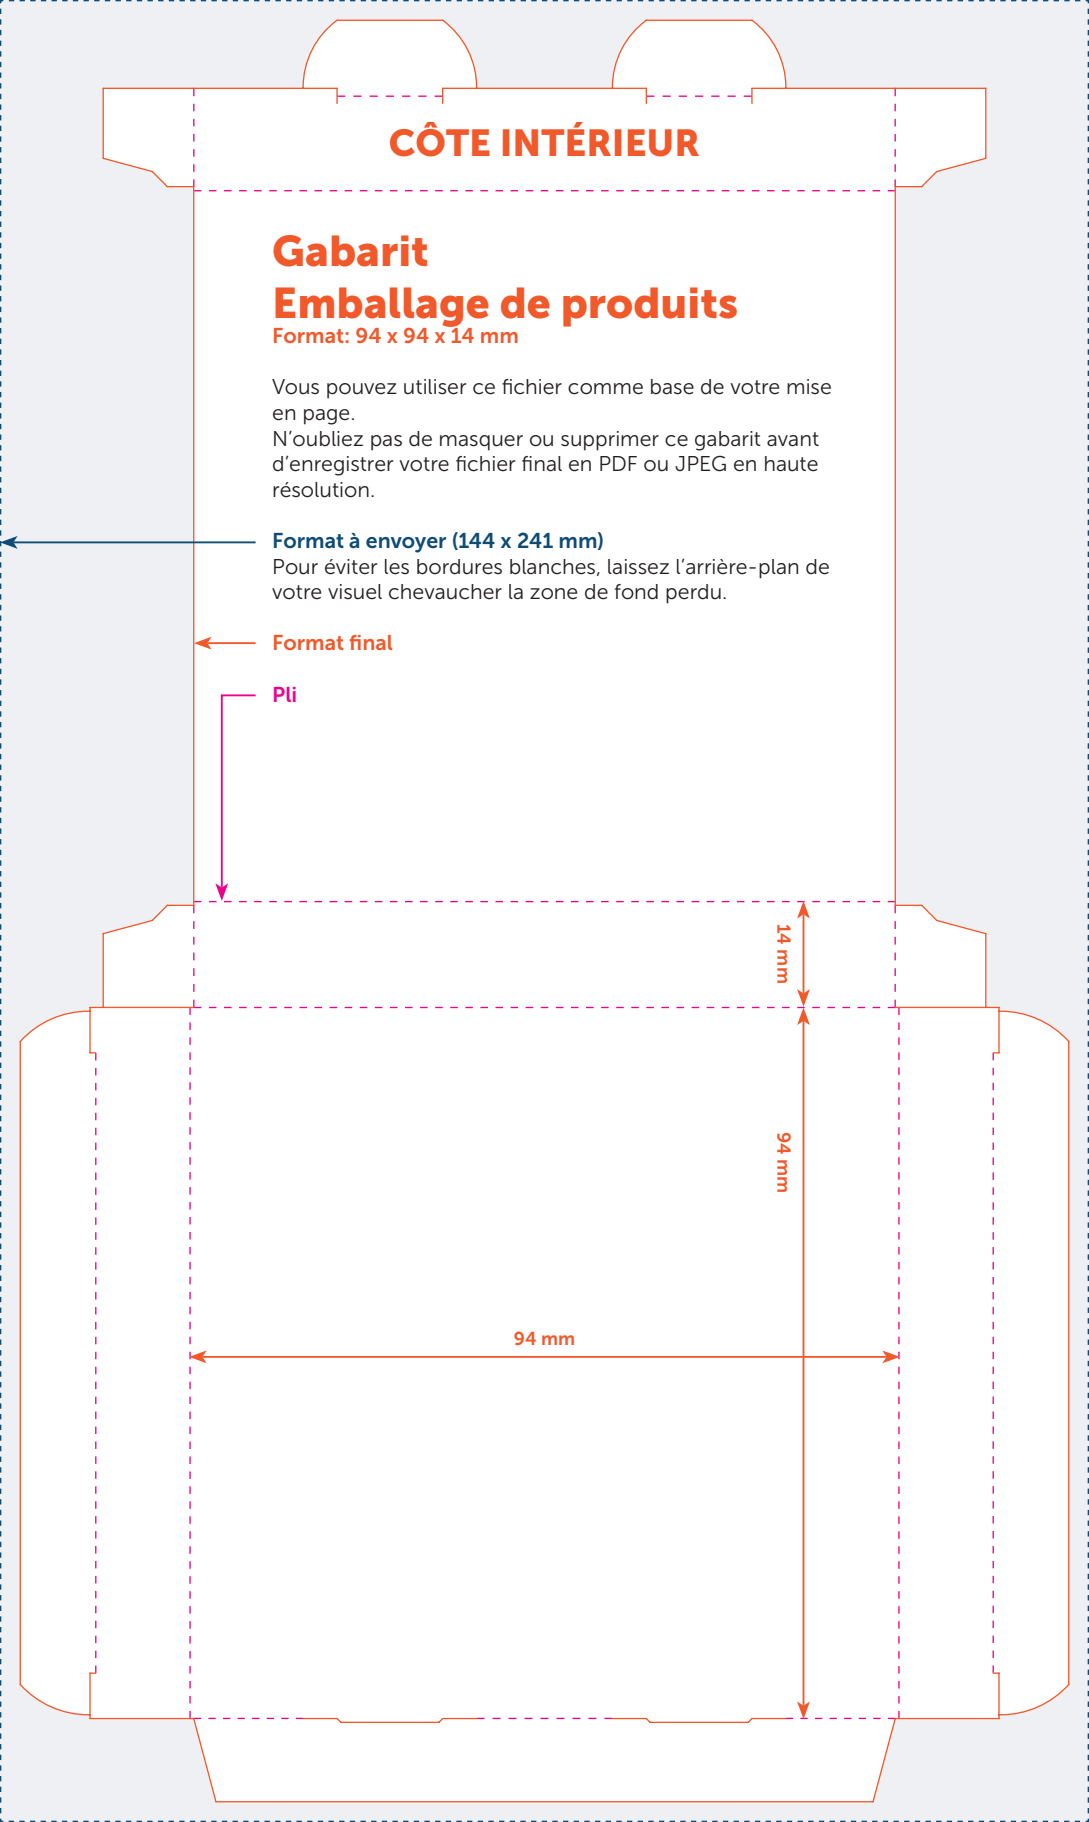 CÔTE INTÉRIEUR
Gabarit
Emballage de produits
Format: 94 x 94 x 14 mm
Vous pouvez utiliser ce fichier comme base de votre mise
en page.
N’oubliez pas de masquer ou supprimer ce gabarit avant
d’enregistrer votre fichier final en PDF ou JPEG en haute
résolution.
Format à envoyer (144 x 241 mm)
Pour éviter les bordures blanches, laissez l’arrière-plan de
votre visuel chevaucher la zone de fond perdu.
Format final
Pli
14 mm
94 mm
94 mm